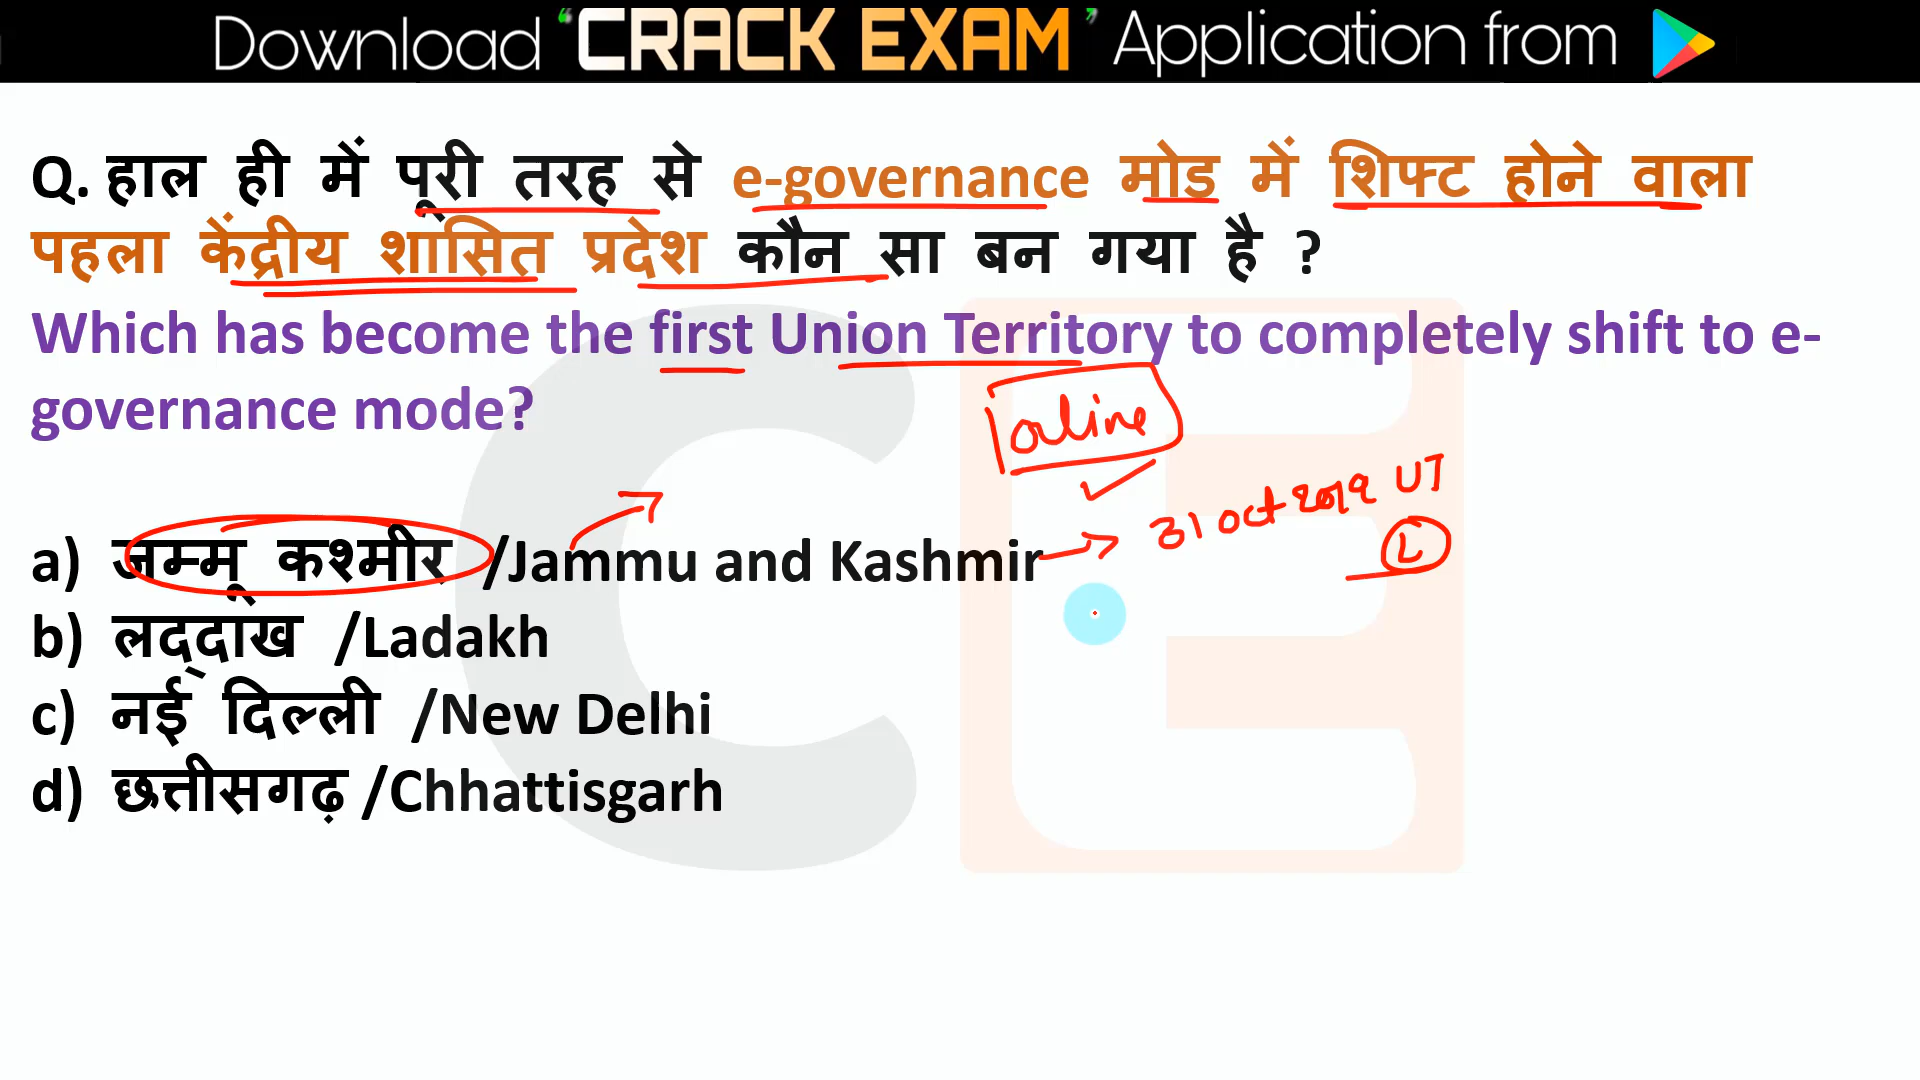 Download "CRACK EXAM" Application from
Q. हाल ही में पूरी तरह से e-governance मोड में शिफ्ट होने वाला
पहला केंद्रीय शासित प्रदेश कौन सा बन गया है ?
Which has become the first Union Territory to completely shift to e-
governance mode?
online
31 oct 2019 UT
L
a) जम्मू कश्मीर /Jammu and Kashmir
b) लद्दाख /Ladakh
c) नई दिल्ली /New Delhi
d) छत्तीसगढ़ /Chhattisgarh
CE